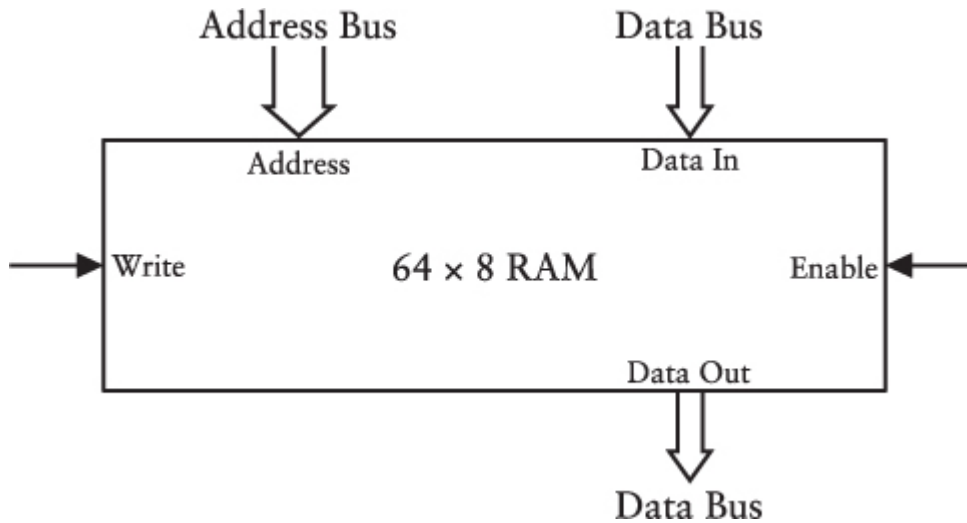 Address Bus
Data Bus
Address
Data In
Write
64 × 8 RAM
Enable
Data Out
Data Bus